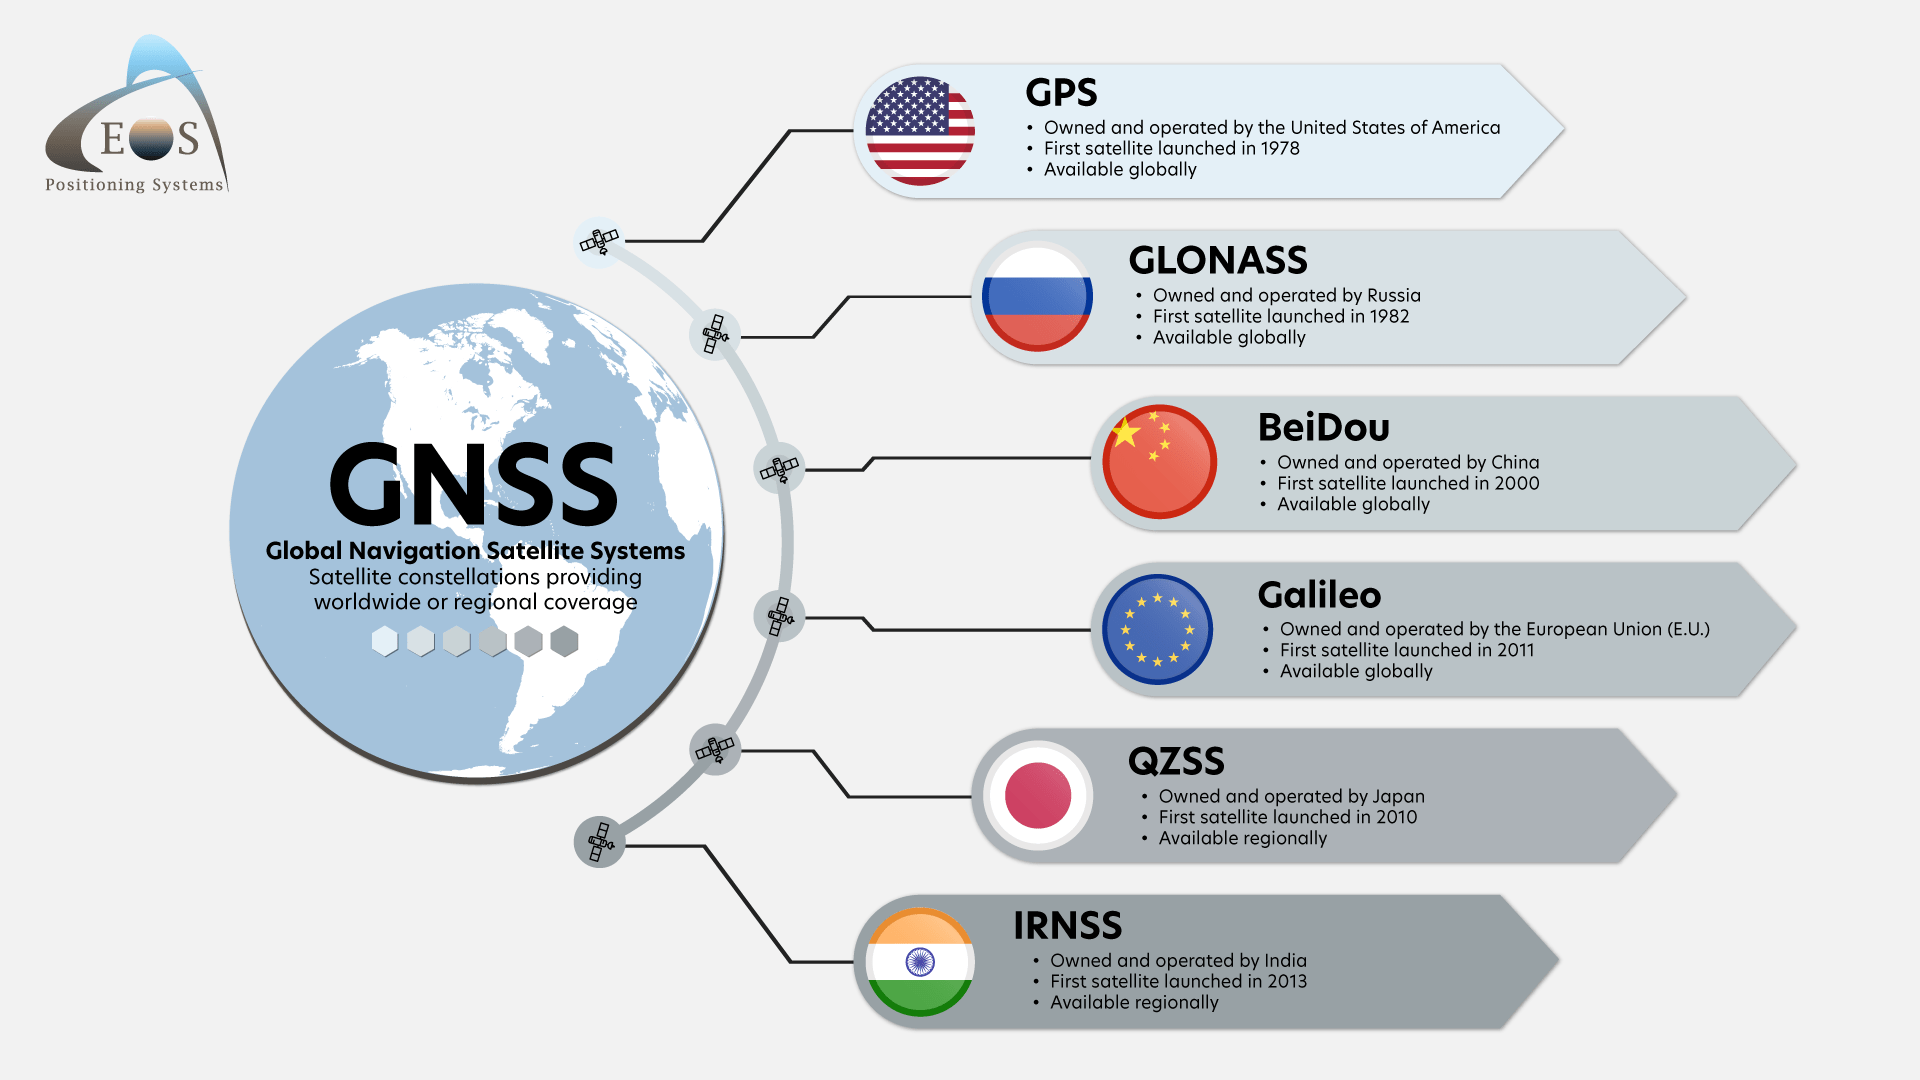 EOS
Positioning Systems
GNSS
Global Navigation Satellite Systems
Satellite constellations providing
worldwide or regional coverage
GPS
• Owned and operated by the United States of America
• First satellite launched in 1978
• Available globally
GLONASS
• Owned and operated by Russia
• First satellite launched in 1982
• Available globally
BeiDou
• Owned and operated by China
• First satellite launched in 2000
• Available globally
Galileo
• Owned and operated by the European Union (E.U.)
• First satellite launched in 2011
• Available globally
QZSS
• Owned and operated by Japan
• First satellite launched in 2010
• Available regionally
IRNSS
• Owned and operated by India
• First satellite launched in 2013
• Available regionally